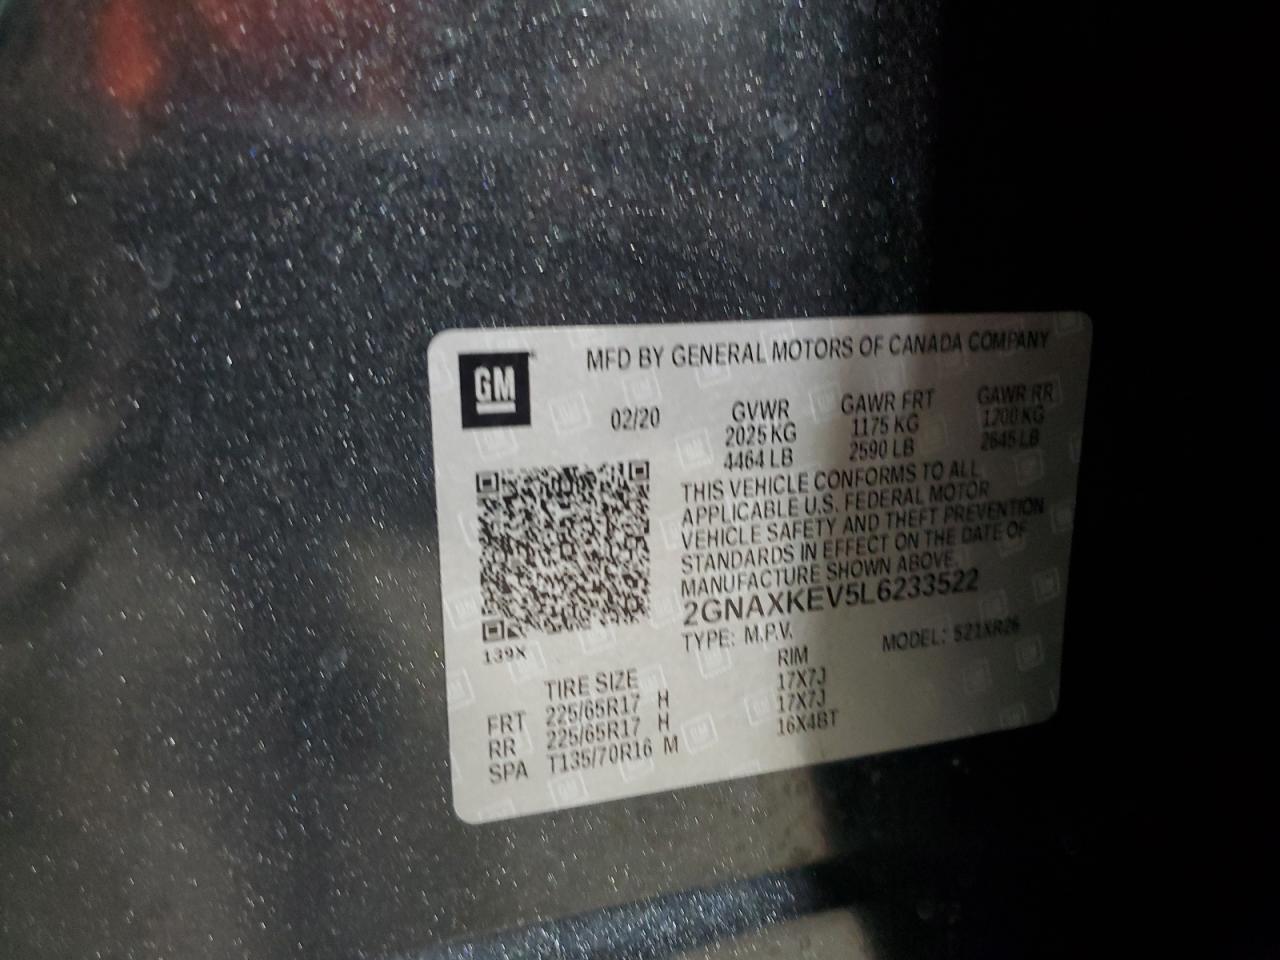 GM
MFD BY GENERAL MOTORS OF CANADA COMPANY
02/20 GVWR GAWR FRT GAWR RR
2025 KG 1175 KG 1200 KG
4464 LB 2590 LB 2645 LB
THIS VEHICLE CONFORMS TO ALL
APPLICABLE U.S. FEDERAL MOTOR
VEHICLE SAFETY AND THEFT PREVENTION
STANDARDS IN EFFECT ON THE DATE OF
MANUFACTURE SHOWN ABOVE.
2GNAXKEV5L6233522
139X
TYPE: M.P.V. MODEL: 521XR26
TIRE SIZE RIM
FRT 225/65R17 H 17X7J
RR 225/65R17 H 17X7J
SPA T135/70R16 M 16X4BT